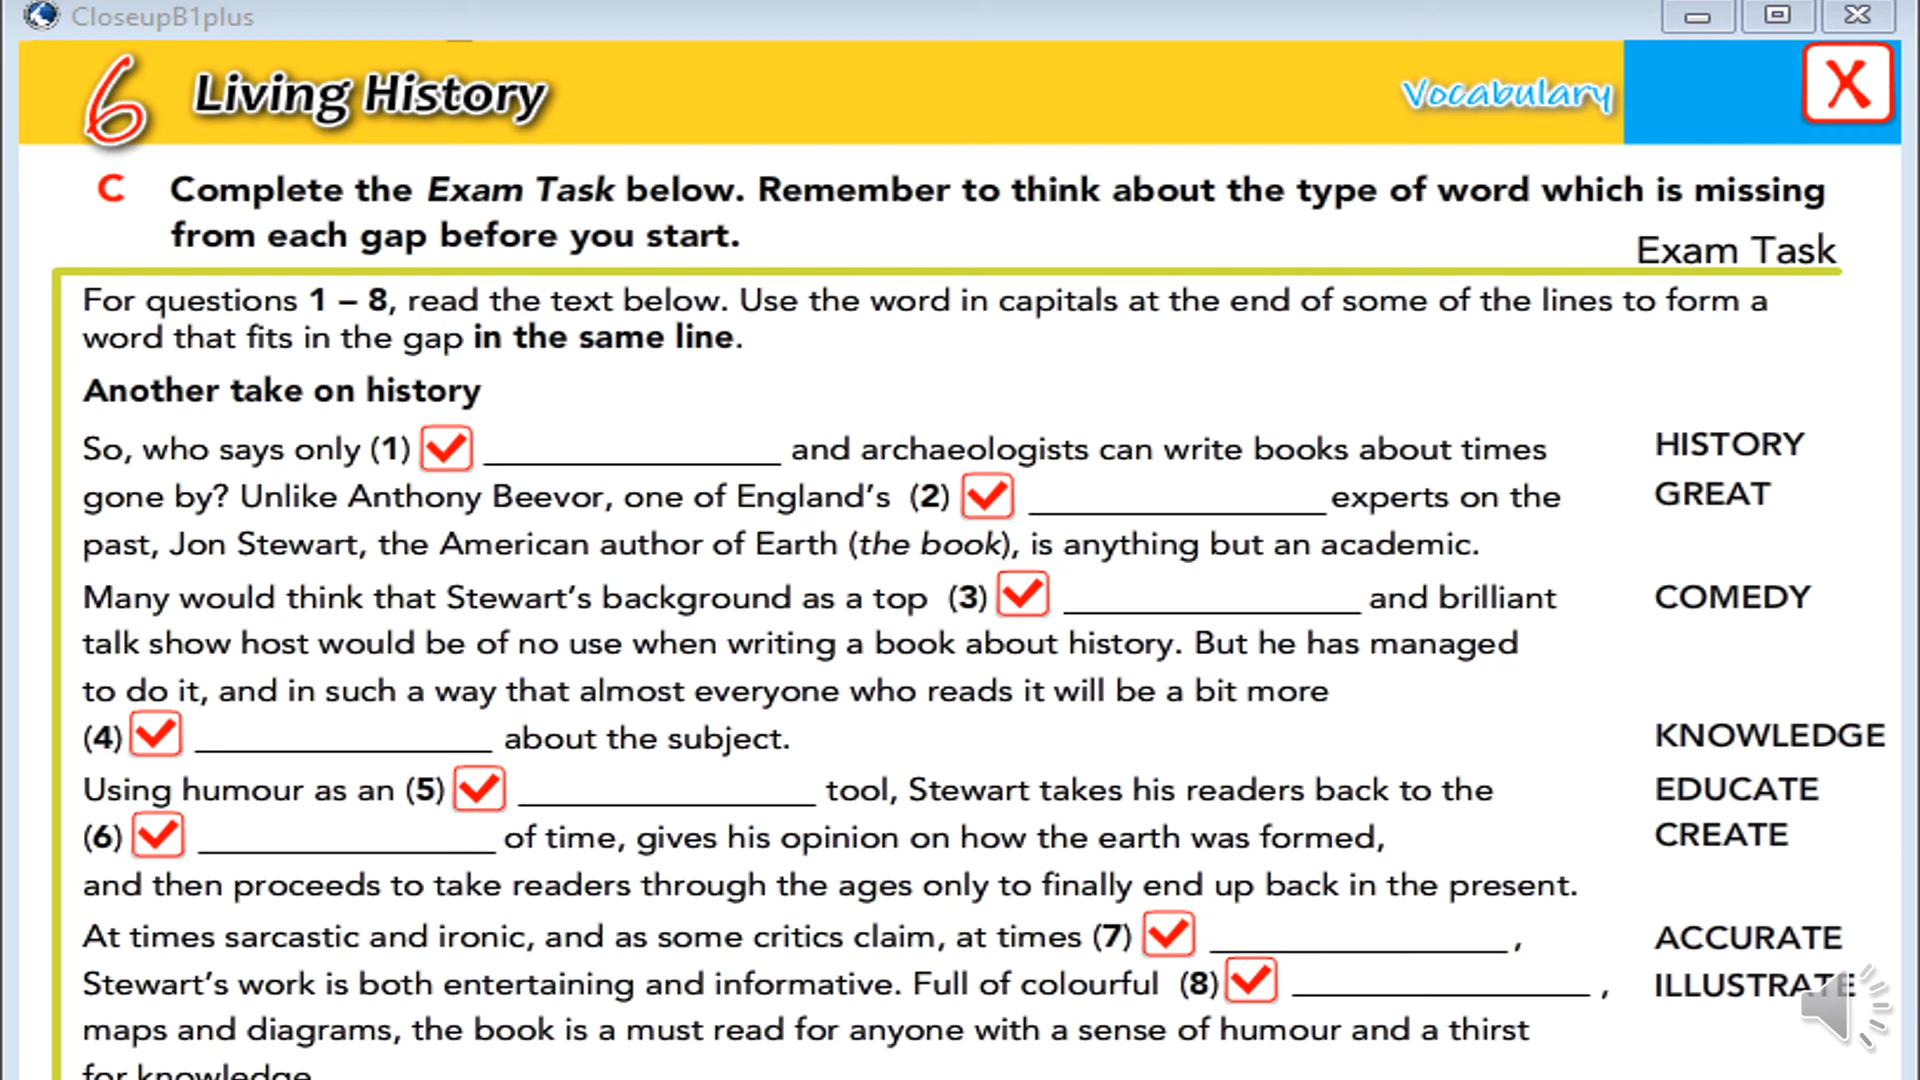 CloseupB1plus
6 Living History Vocabulary X
C Complete the Exam Task below. Remember to think about the type of word which is missing
from each gap before you start.
Exam Task
For questions 1 – 8, read the text below. Use the word in capitals at the end of some of the lines to form a
word that fits in the gap in the same line.
Another take on history
So, who says only (1) ____________ and archaeologists can write books about times HISTORY
gone by? Unlike Anthony Beevor, one of England's (2) ____________ experts on the GREAT
past, Jon Stewart, the American author of Earth (the book), is anything but an academic.
Many would think that Stewart's background as a top (3) ____________ and brilliant COMEDY
talk show host would be of no use when writing a book about history. But he has managed
to do it, and in such a way that almost everyone who reads it will be a bit more
(4) ____________ about the subject. KNOWLEDGE
Using humour as an (5) ____________ tool, Stewart takes his readers back to the EDUCATE
(6) ____________ of time, gives his opinion on how the earth was formed, CREATE
and then proceeds to take readers through the ages only to finally end up back in the present.
At times sarcastic and ironic, and as some critics claim, at times (7) ____________ , ACCURATE
Stewart's work is both entertaining and informative. Full of colourful (8) ____________ , ILLUSTRATE
maps and diagrams, the book is a must read for anyone with a sense of humour and a thirst
for knowledge.